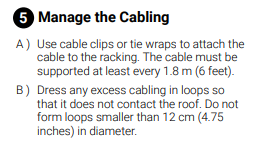 5 Manage the Cabling
A) Use cable clips or tie wraps to attach the
cable to the racking. The cable must be
supported at least every 1.8 m (6 feet).
B) Dress any excess cabling in loops so
that it does not contact the roof. Do not
form loops smaller than 12 cm (4.75
inches) in diameter.